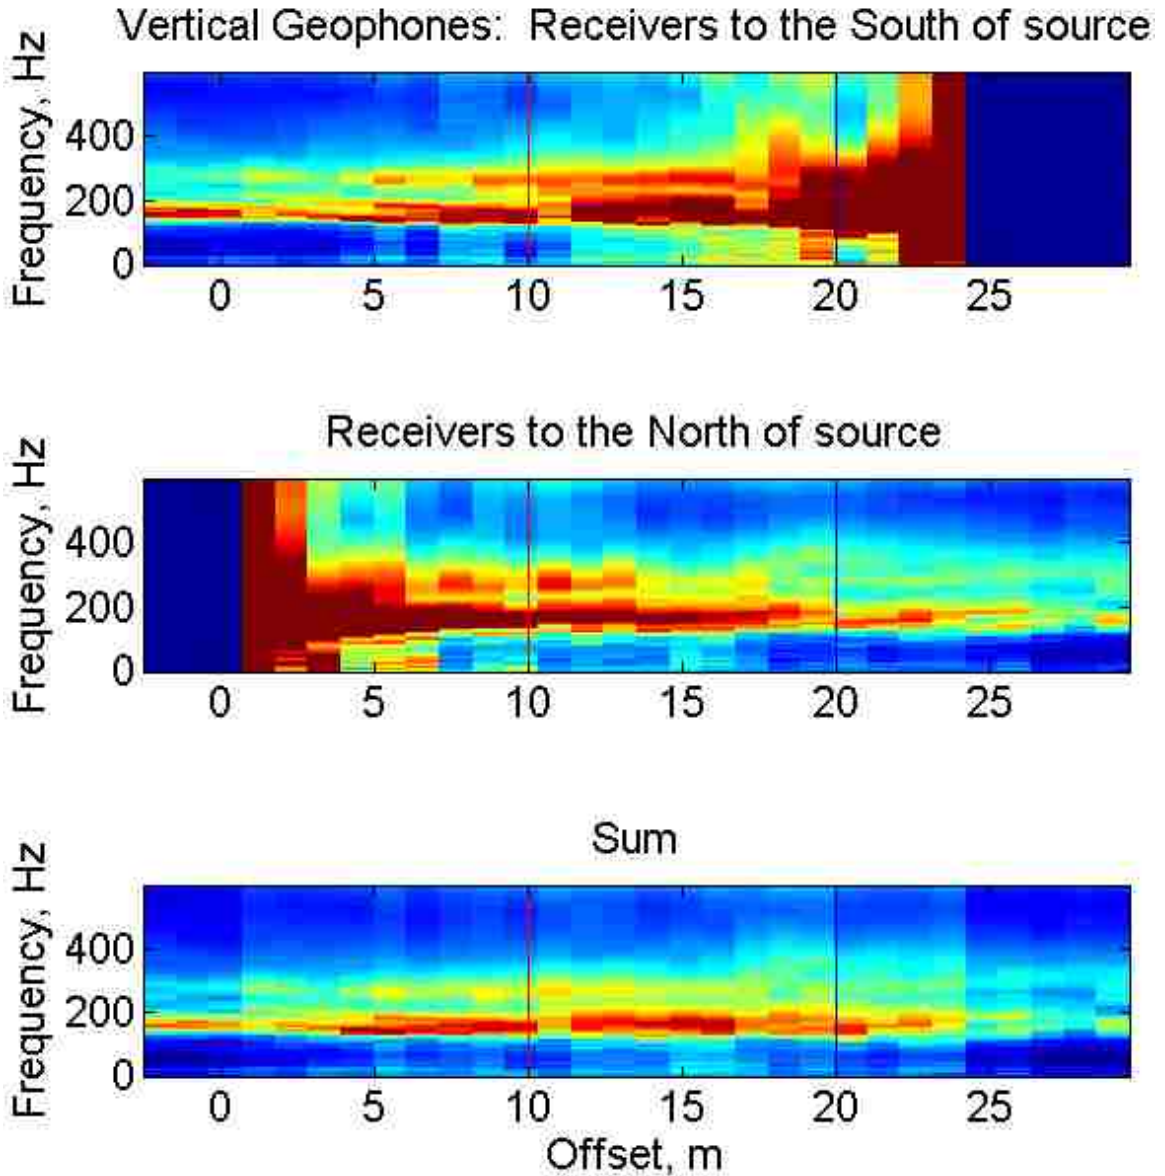 Vertical Geophones: Receivers to the South of source
Frequency, Hz
400
200
0
0 5 10 15 20 25
Receivers to the North of source
Frequency, Hz
400
200
0
0 5 10 15 20 25
Sum
Frequency, Hz
400
200
0
0 5 10 15 20 25
Offset, m